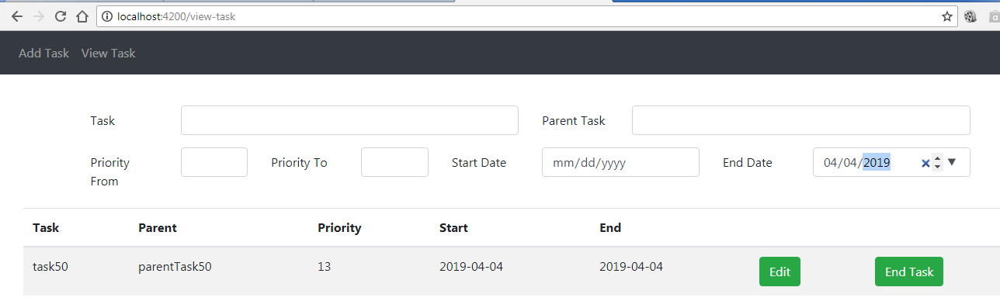 localhost:4200/view-task
Add Task View Task
Task Parent Task
Priority From Priority To Start Date mm/dd/yyyy End Date 04/04/2019
Task Parent Priority Start End
task50 parentTask50 13 2019-04-04 2019-04-04 Edit End Task